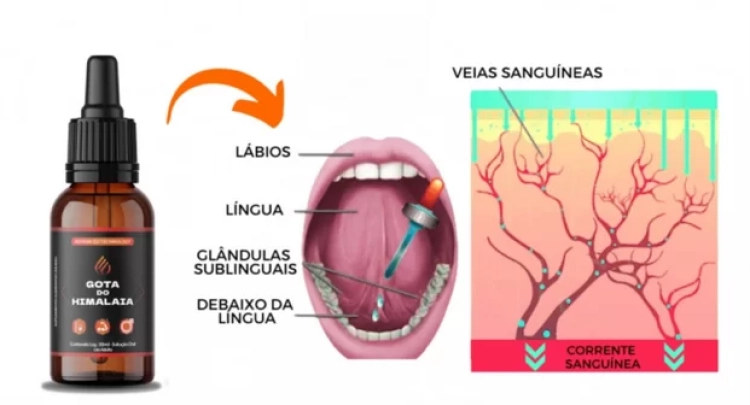 VEIAS SANGUÍNEAS
LÁBIOS
LÍNGUA
GLÂNDULAS
SUBLINGUAIS
DEBAIXO DA
LÍNGUA
GOTA
DO
HIMALAIA
CORRENTE
SANGUÍNEA